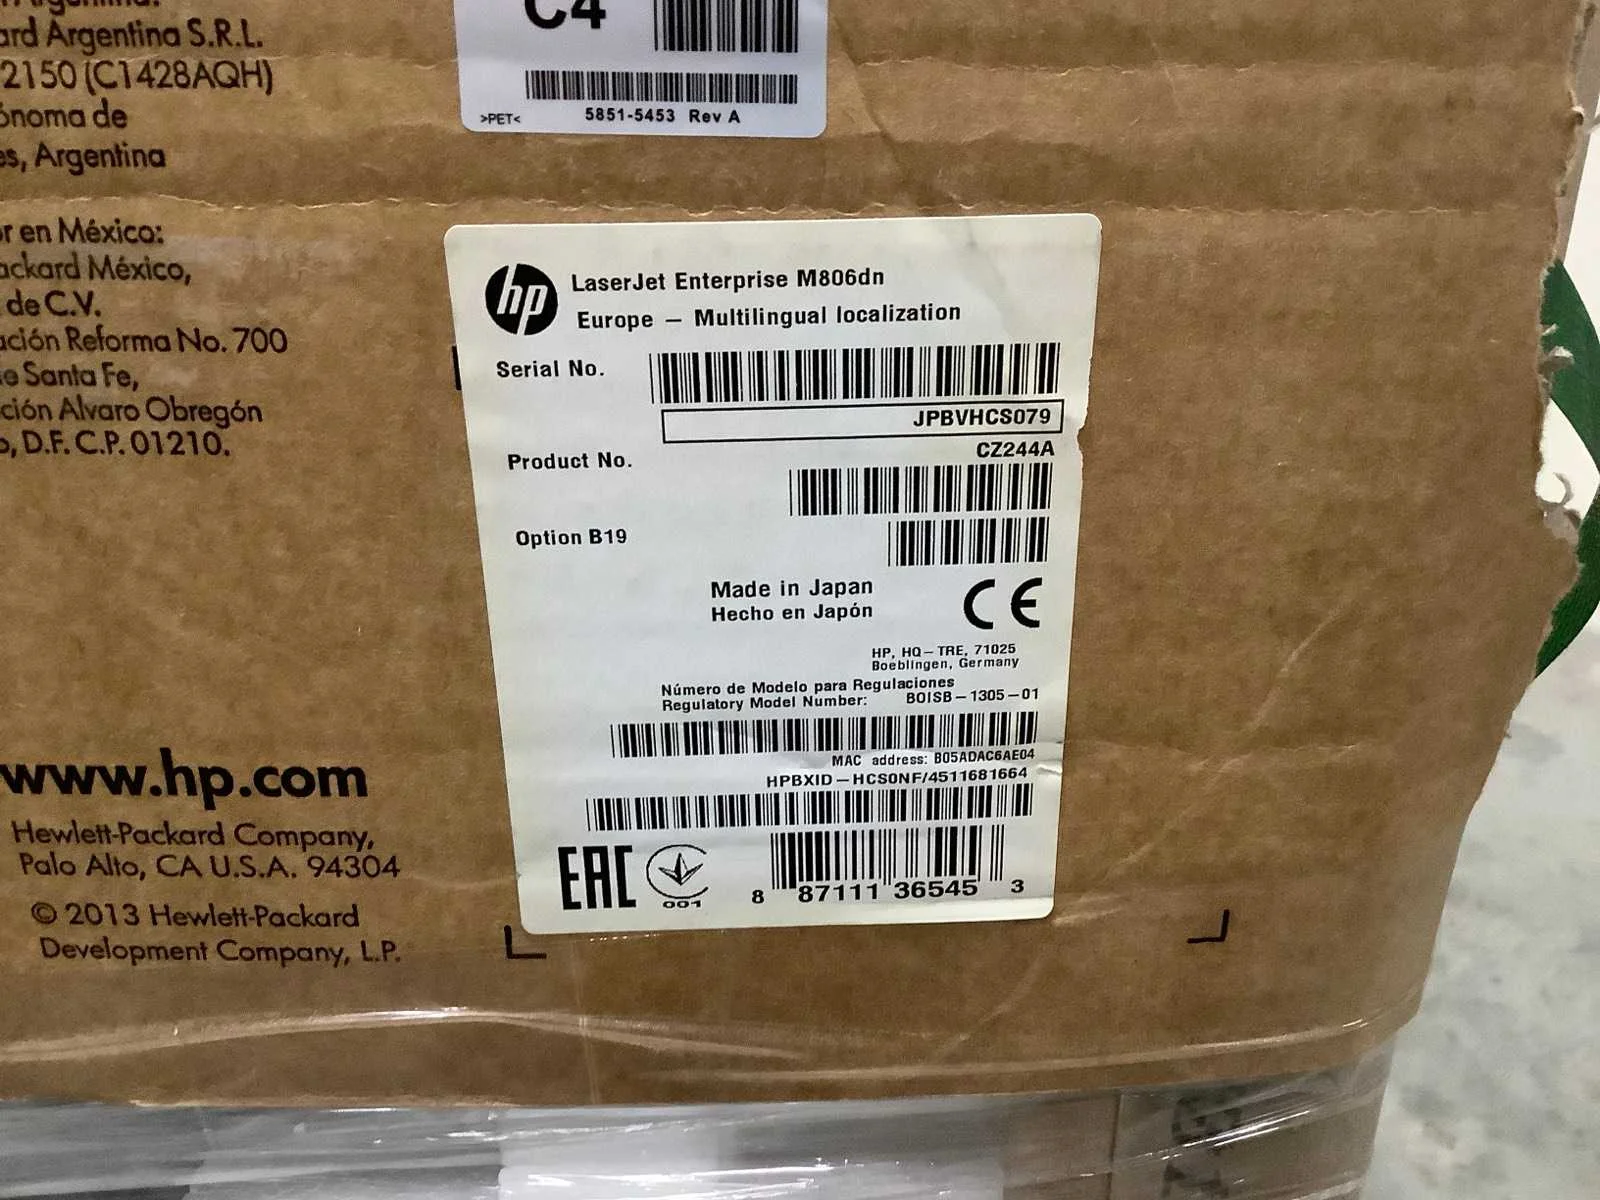 ard Argentina S.R.L.
2150 (C1428AQH)
ónoma de
es, Argentina
C4
>PET<
5851-5453 Rev A
r en México:
ackard México,
de C.V.
ación Reforma No. 700
e Santa Fe,
ción Alvaro Obregón
o, D.F. C.P. 01210.
hp
LaserJet Enterprise M806dn
Europe – Multilingual localization
Serial No.
JPBVHCS079
Product No.
CZ244A
Option B19
Made in Japan
Hecho en Japón
CE
HP, HQ – TRE, 71025
Boeblingen, Germany
Número de Modelo para Regulaciones
Regulatory Model Number: BOISB – 1305 – 01
MAC address: B05ADAC6AE04
HPBXID – HCS0NF/4511681664
EAC
001
8 87111 36545 3
www.hp.com
Hewlett-Packard Company,
Palo Alto, CA U.S.A. 94304
© 2013 Hewlett-Packard
Development Company, L.P.